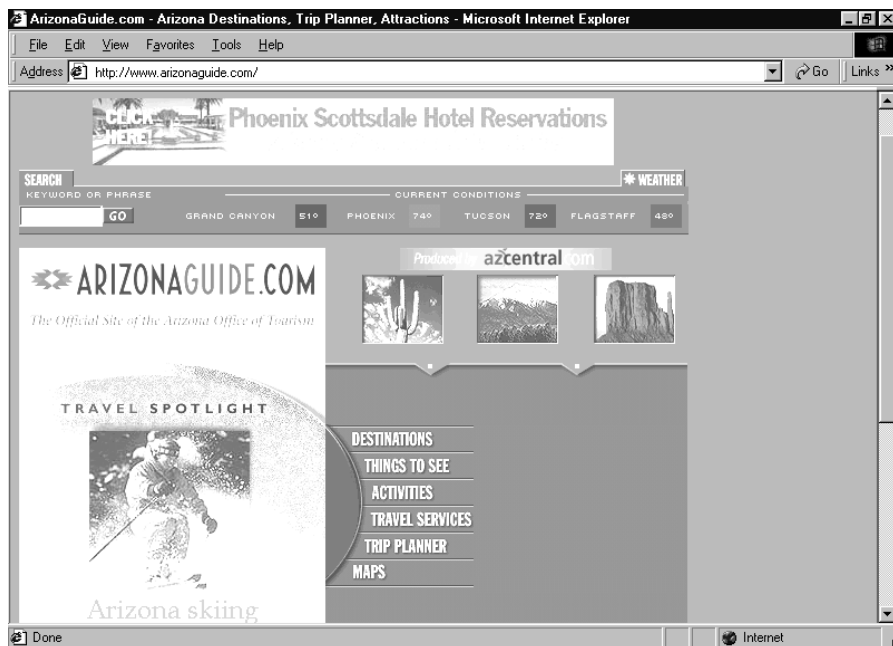 ArizonaGuide.com - Arizona Destinations, Trip Planner, Attractions - Microsoft Internet Explorer
File Edit View Favorites Tools Help
Address http://www.arizonaguide.com/ Go Links »
CLICK HERE! Phoenix Scottsdale Hotel Reservations
SEARCH WEATHER
KEYWORD OR PHRASE CURRENT CONDITIONS
GO GRAND CANYON 51° PHOENIX 74° TUCSON 72° FLAGSTAFF 48°
Produced by azcentral.com
ARIZONAGUIDE.COM
The Official Site of the Arizona Office of Tourism
TRAVEL SPOTLIGHT
DESTINATIONS
THINGS TO SEE
ACTIVITIES
TRAVEL SERVICES
TRIP PLANNER
MAPS
Arizona skiing
Done Internet